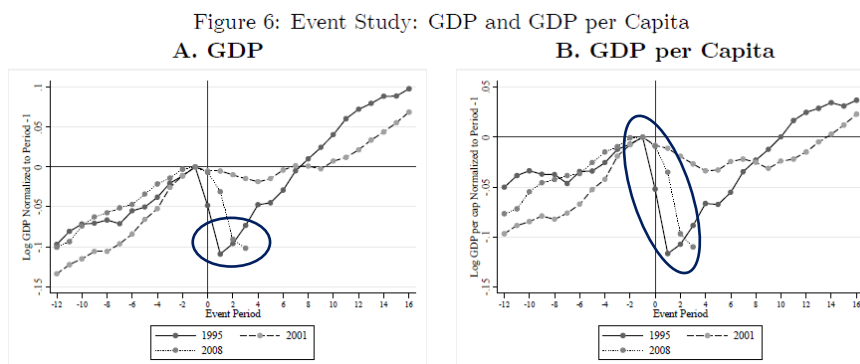 Figure 6: Event Study: GDP and GDP per Capita
A. GDP
Log GDP Normalized to Period -1
.1
.05
0
-.05
-.1
-.15
-12 -10 -8 -6 -4 -2 0 2 4 6 8 10 12 14 16
Event Period
1995 2001
2008
B. GDP per Capita
Log GDP per cap Normalized to Period -1
.05
0
-.05
-.1
-.15
-12 -10 -8 -6 -4 -2 0 2 4 6 8 10 12 14 16
Event Period
1995 2001
2008